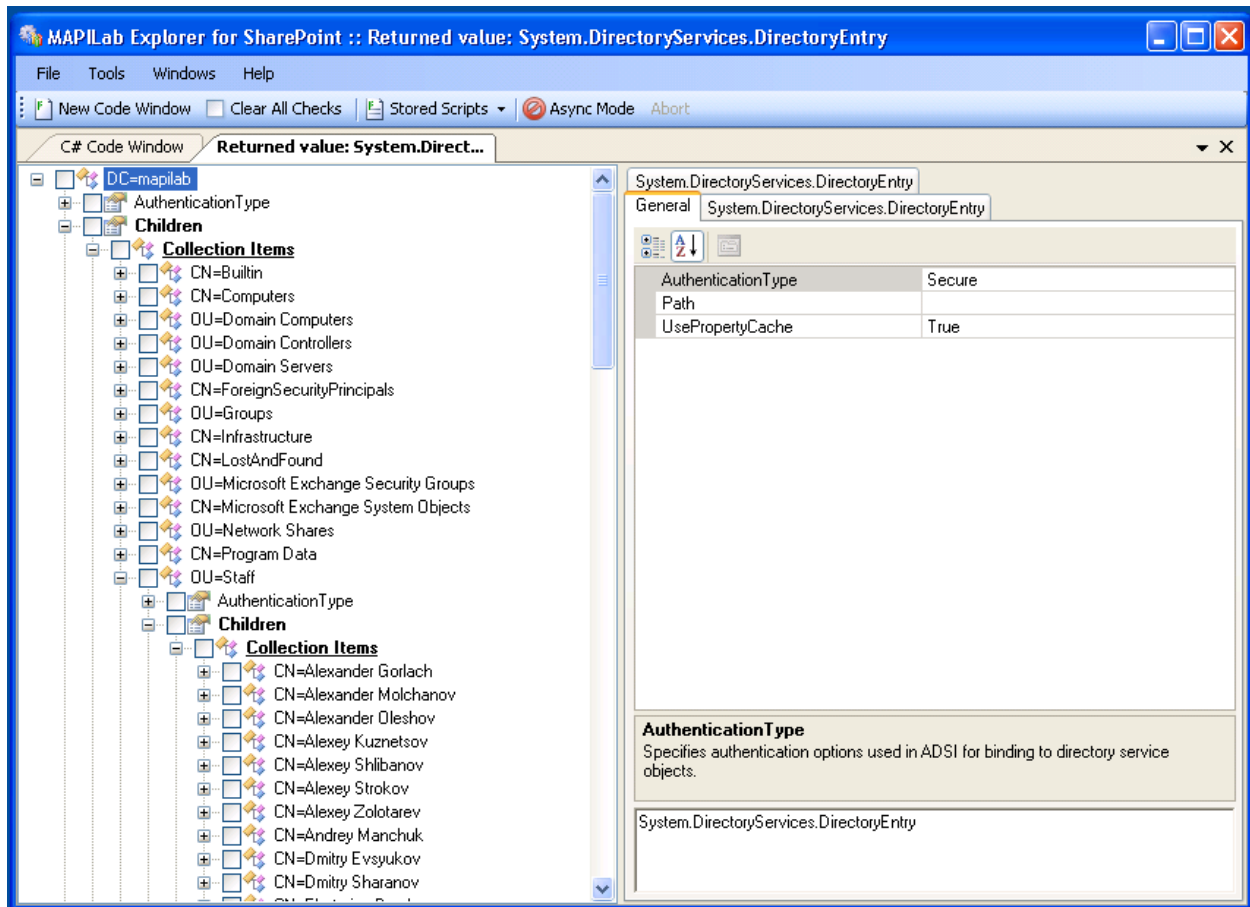 MAPILab Explorer for SharePoint :: Returned value: System.DirectoryServices.DirectoryEntry
File Tools Windows Help
New Code Window Clear All Checks Stored Scripts Async Mode Abort
C# Code Window Returned value: System.Direct...
DC=mapilab
AuthenticationType
Children
Collection Items
CN=Builtin
CN=Computers
OU=Domain Computers
OU=Domain Controllers
OU=Domain Servers
CN=ForeignSecurityPrincipals
OU=Groups
CN=Infrastructure
CN=LostAndFound
OU=Microsoft Exchange Security Groups
CN=Microsoft Exchange System Objects
OU=Network Shares
CN=Program Data
OU=Staff
AuthenticationType
Children
Collection Items
CN=Alexander Gorlach
CN=Alexander Molchanov
CN=Alexander Oleshov
CN=Alexey Kuznetsov
CN=Alexey Shlibanov
CN=Alexey Strokov
CN=Alexey Zolotarev
CN=Andrey Manchuk
CN=Dmitry Evsyukov
CN=Dmitry Sharanov
System.DirectoryServices.DirectoryEntry
General System.DirectoryServices.DirectoryEntry
AuthenticationType Secure
Path
UsePropertyCache True
AuthenticationType
Specifies authentication options used in ADSI for binding to directory service
objects.
System.DirectoryServices.DirectoryEntry